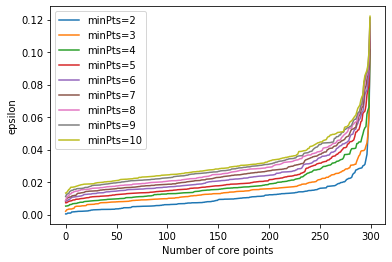 minPts=2
minPts=3
minPts=4
minPts=5
minPts=6
minPts=7
minPts=8
minPts=9
minPts=10
0.12
0.10
0.08
0.06
0.04
0.02
0.00
epsilon
0 50 100 150 200 250 300
Number of core points